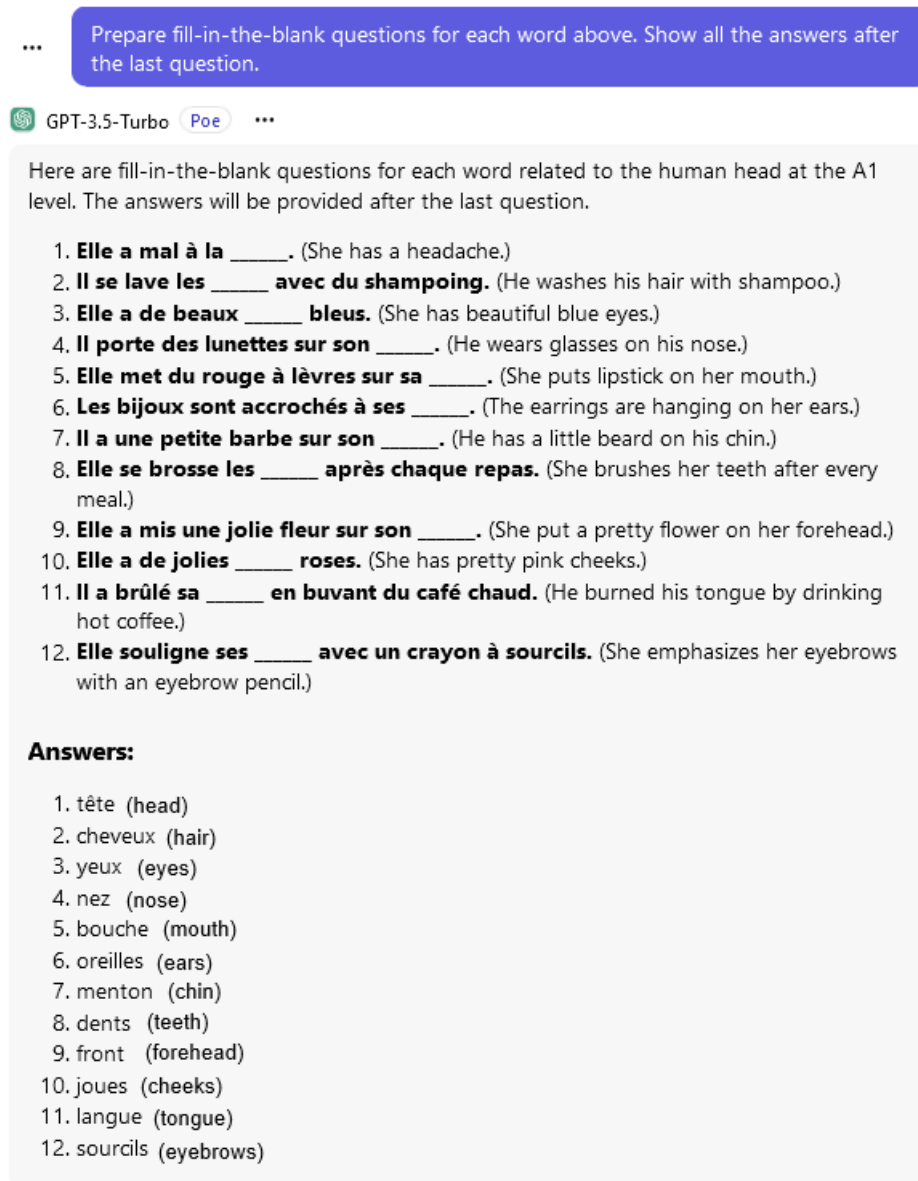 Prepare fill-in-the-blank questions for each word above. Show all the answers after
the last question.
GPT-3.5-Turbo Poe
Here are fill-in-the-blank questions for each word related to the human head at the A1
level. The answers will be provided after the last question.
1. Elle a mal à la ______. (She has a headache.)
2. Il se lave les ______ avec du shampoing. (He washes his hair with shampoo.)
3. Elle a de beaux ______ bleus. (She has beautiful blue eyes.)
4. Il porte des lunettes sur son ______. (He wears glasses on his nose.)
5. Elle met du rouge à lèvres sur sa ______. (She puts lipstick on her mouth.)
6. Les bijoux sont accrochés à ses ______. (The earrings are hanging on her ears.)
7. Il a une petite barbe sur son ______. (He has a little beard on his chin.)
8. Elle se brosse les ______ après chaque repas. (She brushes her teeth after every
meal.)
9. Elle a mis une jolie fleur sur son ______. (She put a pretty flower on her forehead.)
10. Elle a de jolies ______ roses. (She has pretty pink cheeks.)
11. Il a brûlé sa ______ en buvant du café chaud. (He burned his tongue by drinking
hot coffee.)
12. Elle souligne ses ______ avec un crayon à sourcils. (She emphasizes her eyebrows
with an eyebrow pencil.)
Answers:
1. tête (head)
2. cheveux (hair)
3. yeux (eyes)
4. nez (nose)
5. bouche (mouth)
6. oreilles (ears)
7. menton (chin)
8. dents (teeth)
9. front (forehead)
10. joues (cheeks)
11. langue (tongue)
12. sourcils (eyebrows)